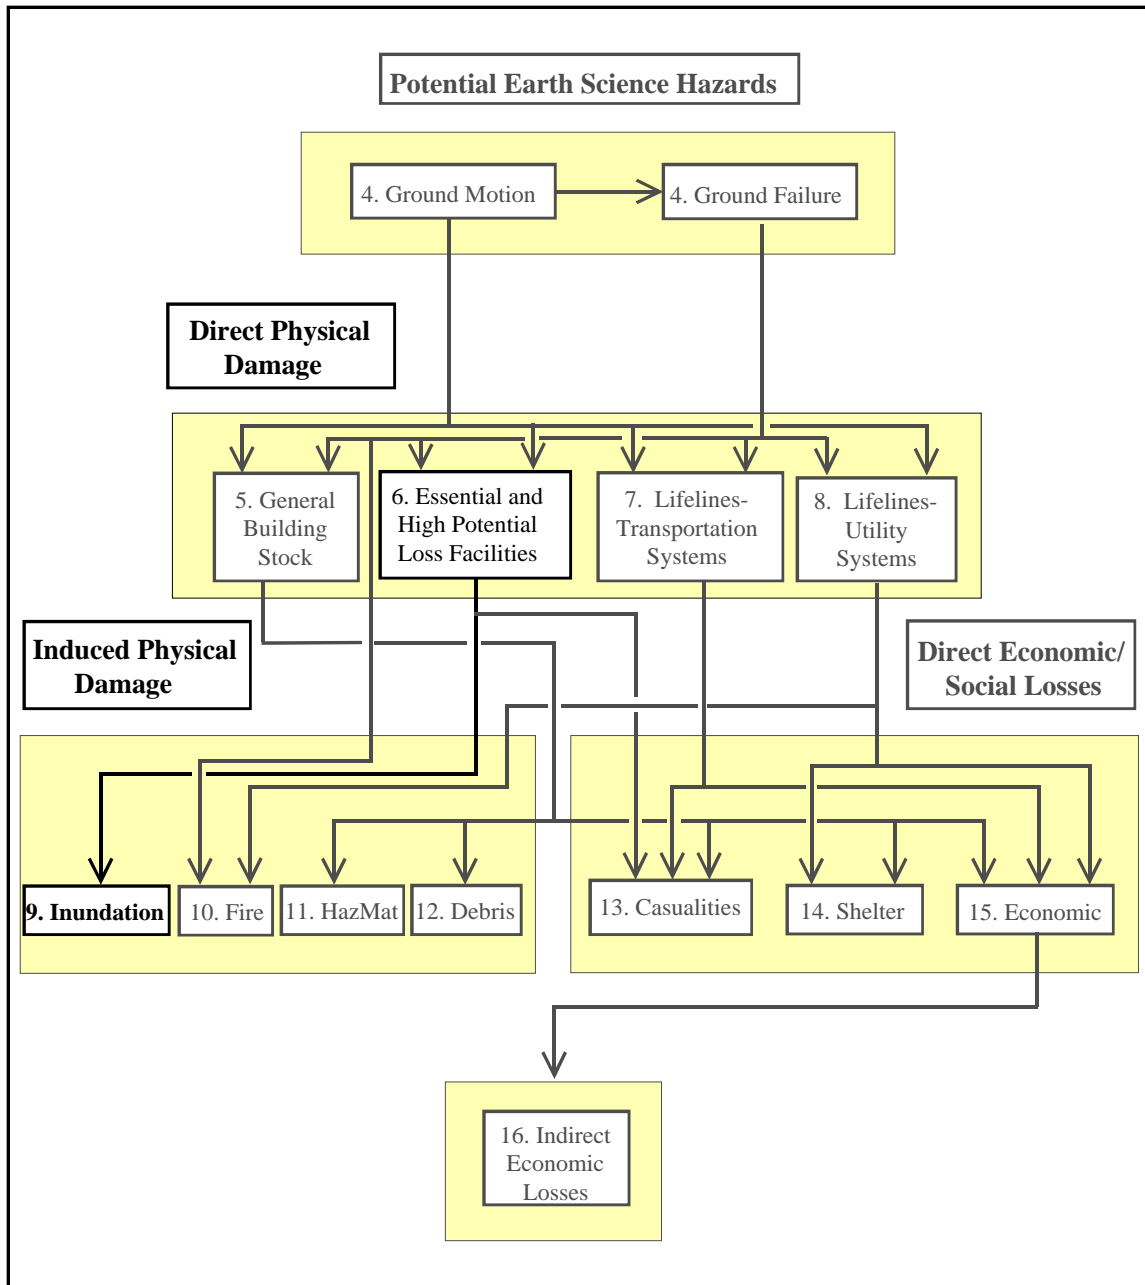 Potential Earth Science Hazards
4. Ground Motion
4. Ground Failure
Direct Physical
Damage
5. General
Building
Stock
6. Essential and
High Potential
Loss Facilities
7. Lifelines-
Transportation
Systems
8. Lifelines-
Utility
Systems
Induced Physical
Damage
Direct Economic/
Social Losses
9. Inundation
10. Fire
11. HazMat
12. Debris
13. Casualities
14. Shelter
15. Economic
16. Indirect
Economic
Losses